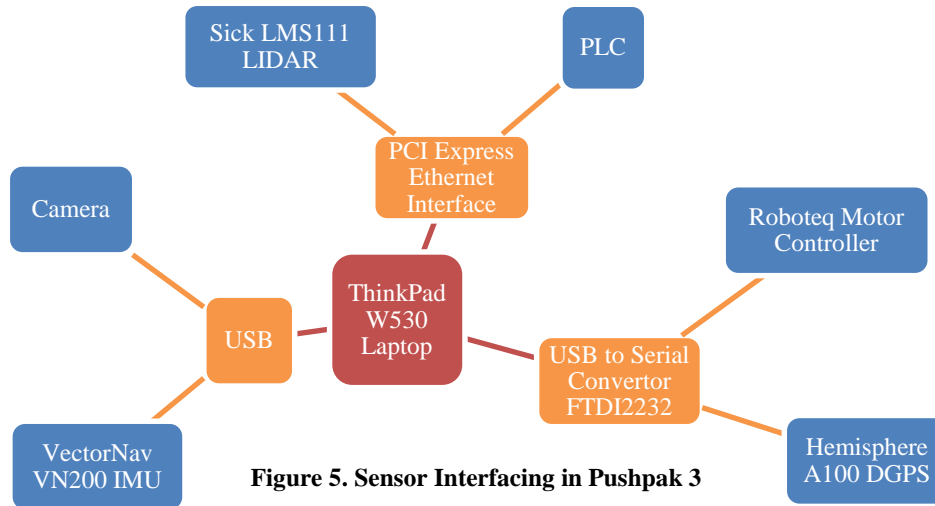 Sick LMS111
LIDAR
PLC
PCI Express
Ethernet
Interface
Camera
Roboteq Motor
Controller
ThinkPad
W530
Laptop
USB
USB to Serial
Convertor
FTDI2232
VectorNav
VN200 IMU
Hemisphere
A100 DGPS
Figure 5. Sensor Interfacing in Pushpak 3